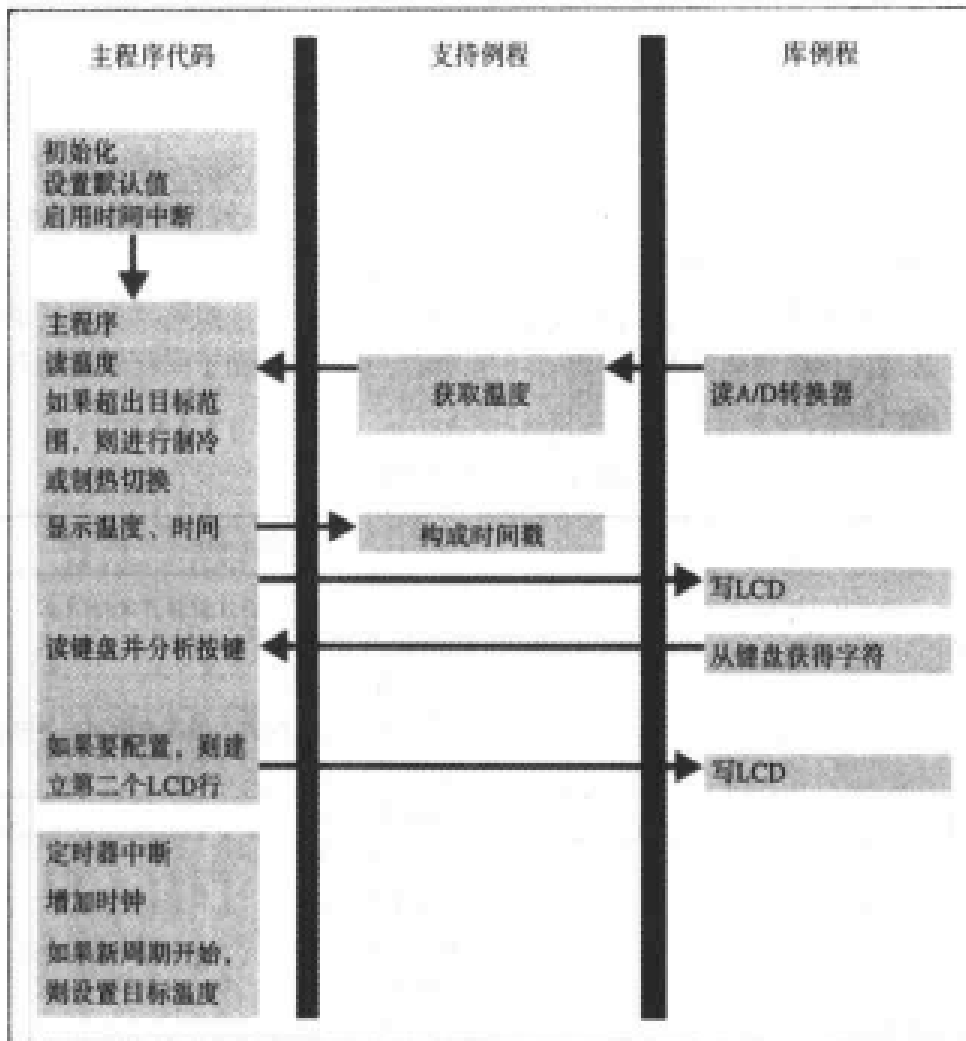 主程序代码
支持例程
库例程
初始化
设置默认值
启用时间中断
主程序
读温度
如果超出目标范
围，则进行制冷
或制热切换
获取温度
读A/D转换器
显示温度、时间
构成时间戳
写LCD
读键盘并分析按键
从键盘获得字符
如果要配置，则建
立第二个LCD行
写LCD
定时器中断
增加时钟
如果新周期开始，
则设置目标温度